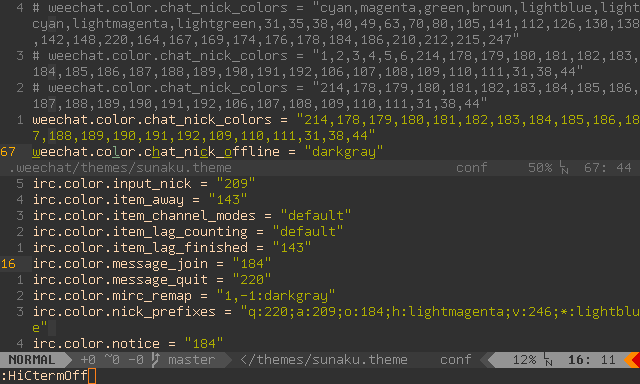 4 # weechat.color.chat_nick_colors = "cyan,magenta,green,brown,lightblue,light
cyan,lightmagenta,lightgreen,31,35,38,40,49,63,70,80,105,141,112,126,130,138
,142,148,220,164,167,169,174,176,178,184,186,210,212,215,247"
3 # weechat.color.chat_nick_colors = "1,2,3,4,5,6,214,178,179,180,181,182,183,
184,185,186,187,188,189,190,191,192,106,107,108,109,110,111,31,38,44"
2 # weechat.color.chat_nick_colors = "214,178,179,180,181,182,183,184,185,186,
187,188,189,190,191,192,106,107,108,109,110,111,31,38,44"
1 weechat.color.chat_nick_colors = "214,178,179,180,181,182,183,184,185,186,18
7,188,189,190,191,192,109,110,111,31,38,44"
67 weechat.color.chat_nick_offline = "darkgray"
.weechat/themes/sunaku.theme conf 50% ␤ 67: 44
5 irc.color.input_nick = "209"
4 irc.color.item_away = "143"
3 irc.color.item_channel_modes = "default"
2 irc.color.item_lag_counting = "default"
1 irc.color.item_lag_finished = "143"
16 irc.color.message_join = "184"
1 irc.color.message_quit = "220"
2 irc.color.mirc_remap = "1,-1:darkgray"
3 irc.color.nick_prefixes = "q:220;a:209;o:184;h:lightmagenta;v:246;*:lightblu
e"
4 irc.color.notice = "184"
NORMAL +0 ~0 -0 master </themes/sunaku.theme conf 12% ␤ 16: 11
:HiCtermOff